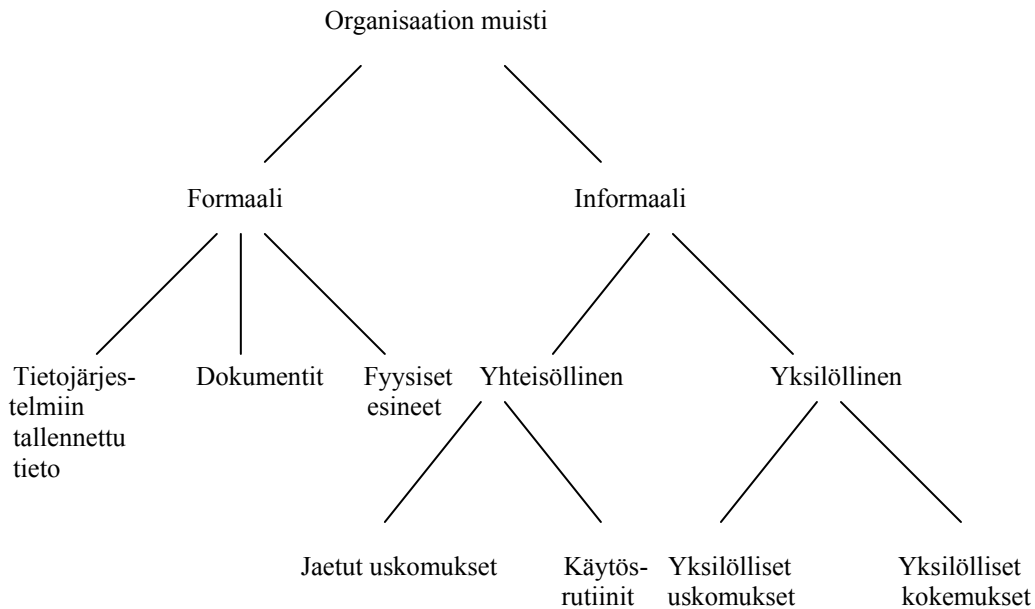 Organisaation muisti
Formaali
Informaali
Tietojärjes-
telmiin
tallennettu
tieto
Dokumentit
Fyysiset
esineet
Yhteisöllinen
Yksilöllinen
Jaetut uskomukset
Käytös-
rutiinit
Yksilölliset
uskomukset
Yksilölliset
kokemukset